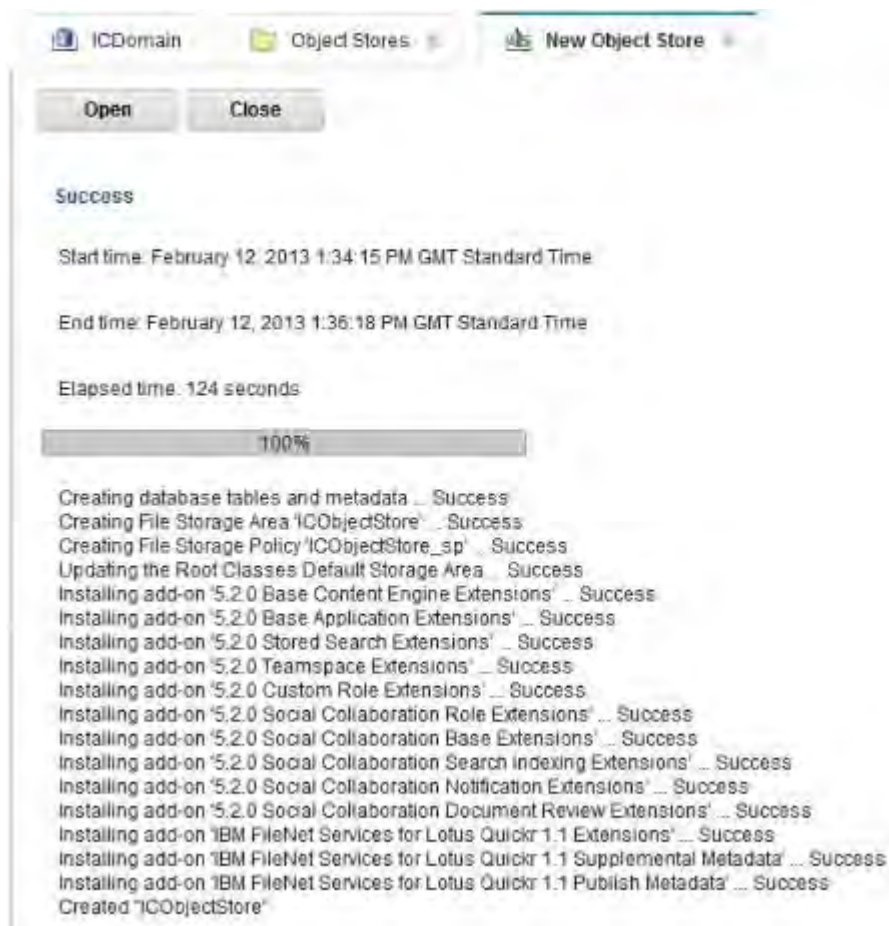 ICDomain Object Stores New Object Store
Open Close
Success
Start time: February 12, 2013 1:34:15 PM GMT Standard Time
End time: February 12, 2013 1:36:18 PM GMT Standard Time
Elapsed time: 124 seconds
100%
Creating database tables and metadata ... Success
Creating File Storage Area 'ICObjectStore' ... Success
Creating File Storage Policy 'ICObjectStore_sp' ... Success
Updating the Root Classes Default Storage Area ... Success
Installing add-on '5.2.0 Base Content Engine Extensions' ... Success
Installing add-on '5.2.0 Base Application Extensions' ... Success
Installing add-on '5.2.0 Stored Search Extensions' ... Success
Installing add-on '5.2.0 Teamspace Extensions' ... Success
Installing add-on '5.2.0 Custom Role Extensions' ... Success
Installing add-on '5.2.0 Social Collaboration Role Extensions' ... Success
Installing add-on '5.2.0 Social Collaboration Base Extensions' ... Success
Installing add-on '5.2.0 Social Collaboration Search Indexing Extensions' ... Success
Installing add-on '5.2.0 Social Collaboration Notification Extensions' ... Success
Installing add-on '5.2.0 Social Collaboration Document Review Extensions' ... Success
Installing add-on 'IBM FileNet Services for Lotus Quickr 1.1 Extensions' ... Success
Installing add-on 'IBM FileNet Services for Lotus Quickr 1.1 Supplemental Metadata' ... Success
Installing add-on 'IBM FileNet Services for Lotus Quickr 1.1 Publish Metadata' ... Success
Created "ICObjectStore"